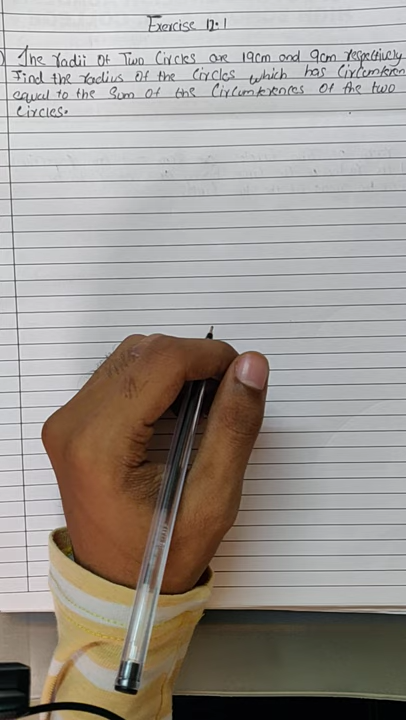 Exercise 12.1
) The radii of Two Circles are 19cm and 9cm respectively
Find the radius of the Circles which has Circumferen
equal to the Sum of the Circumferences of the two
Circles.